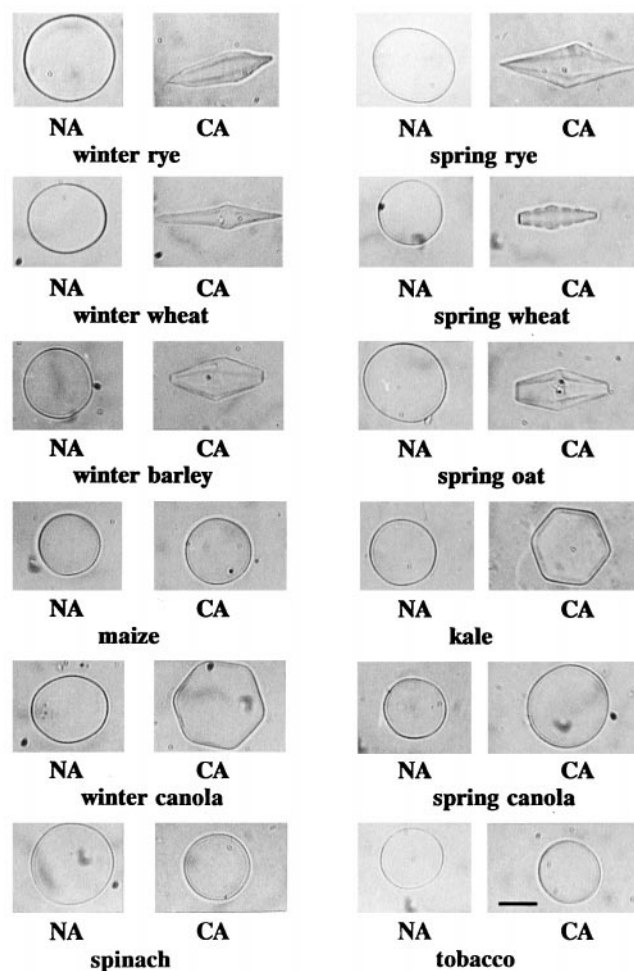 NA CA NA CA
winter rye spring rye
NA CA NA CA
winter wheat spring wheat
NA CA NA CA
winter barley spring oat
NA CA NA CA
maize kale
NA CA NA CA
winter canola spring canola
NA CA NA CA
spinach tobacco